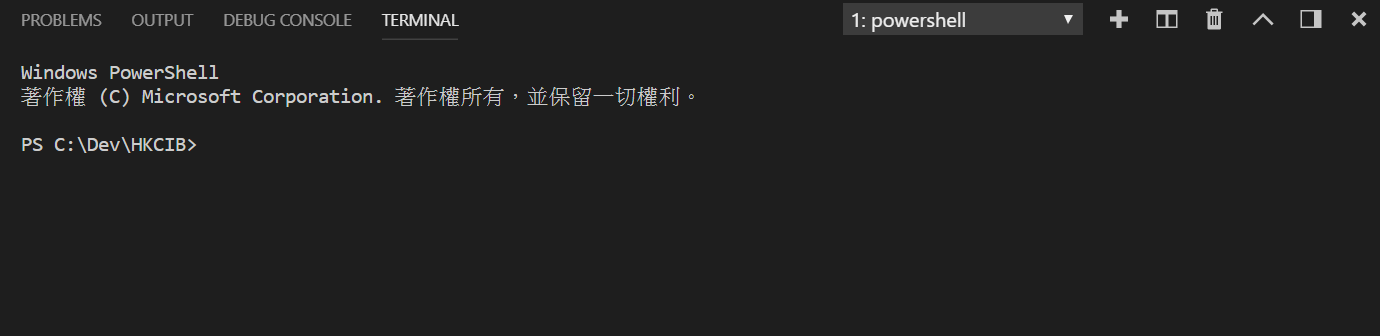 PROBLEMS OUTPUT DEBUG CONSOLE TERMINAL 1: powershell
Windows PowerShell
著作權 (C) Microsoft Corporation. 著作權所有，並保留一切權利。
PS C:\Dev\HKCIB>